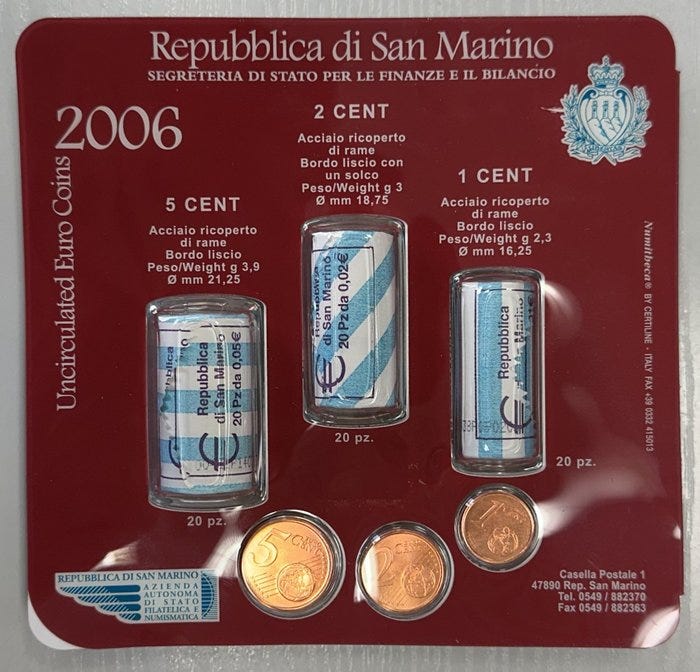 Repubblica di San Marino
SEGRETERIA DI STATO PER LE FINANZE E IL BILANCIO
2006
Uncirculated Euro Coins
2 CENT
Acciaio ricoperto
di rame
Bordo liscio con
un solco
Peso/Weight g 3
Ø mm 18,75
1 CENT
Acciaio ricoperto
di rame
Bordo liscio
Peso/Weight g 2,3
Ø mm 16,25
5 CENT
Acciaio ricoperto
di rame
Bordo liscio
Peso/Weight g 3,9
Ø mm 21,25
Repubblica
di San Marino
20 Pz da 0,05€
€
Repubblica
di San Marino
20 Pz da 0,02€
€
Repubblica
di San Marino
€
20 pz.
20 pz.
20 pz.
5 CENT
2
1
Numitbeca® BY CERTILINE - ITALY FAX +39 0332 415013
REPUBBLICA DI SAN MARINO
AZIENDA
AUTONOMA
DI STATO
FILATELICA E
NUMISMATICA
Casella Postale 1
47890 Rep. San Marino
Tel. 0549 / 882370
Fax 0549 / 882363